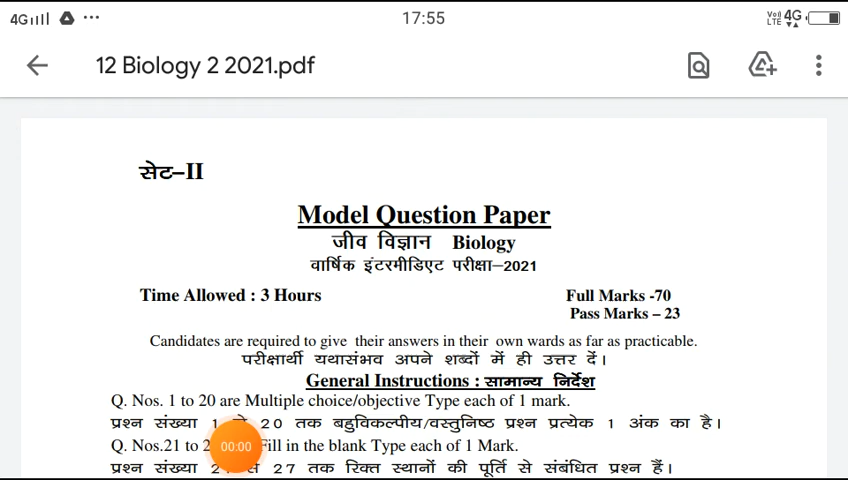 4G 17:55 VoI) LTE 4G
12 Biology 2 2021.pdf
सेट–II
Model Question Paper
जीव विज्ञान Biology
वार्षिक इंटरमीडिएट परीक्षा–2021
Time Allowed : 3 Hours Full Marks -70
Pass Marks – 23
Candidates are required to give their answers in their own wards as far as practicable.
परीक्षार्थी यथासंभव अपने शब्दों में ही उत्तर दें।
General Instructions : सामान्य निर्देश
Q. Nos. 1 to 20 are Multiple choice/objective Type each of 1 mark.
प्रश्न संख्या 1 से 20 तक बहुविकल्पीय/वस्तुनिष्ठ प्रश्न प्रत्येक 1 अंक का है।
Q. Nos.21 to 2 Fill in the blank Type each of 1 Mark.
00:00
प्रश्न संख्या 2 से 27 तक रिक्त स्थानों की पूर्ति से संबंधित प्रश्न हैं।